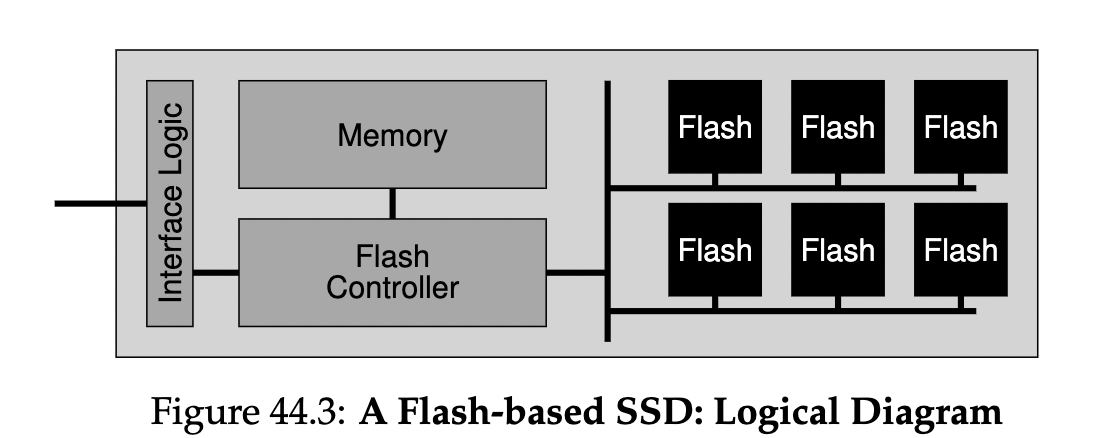 Interface Logic
Memory
Flash
Controller
Flash Flash Flash
Flash Flash Flash
Figure 44.3: A Flash-based SSD: Logical Diagram